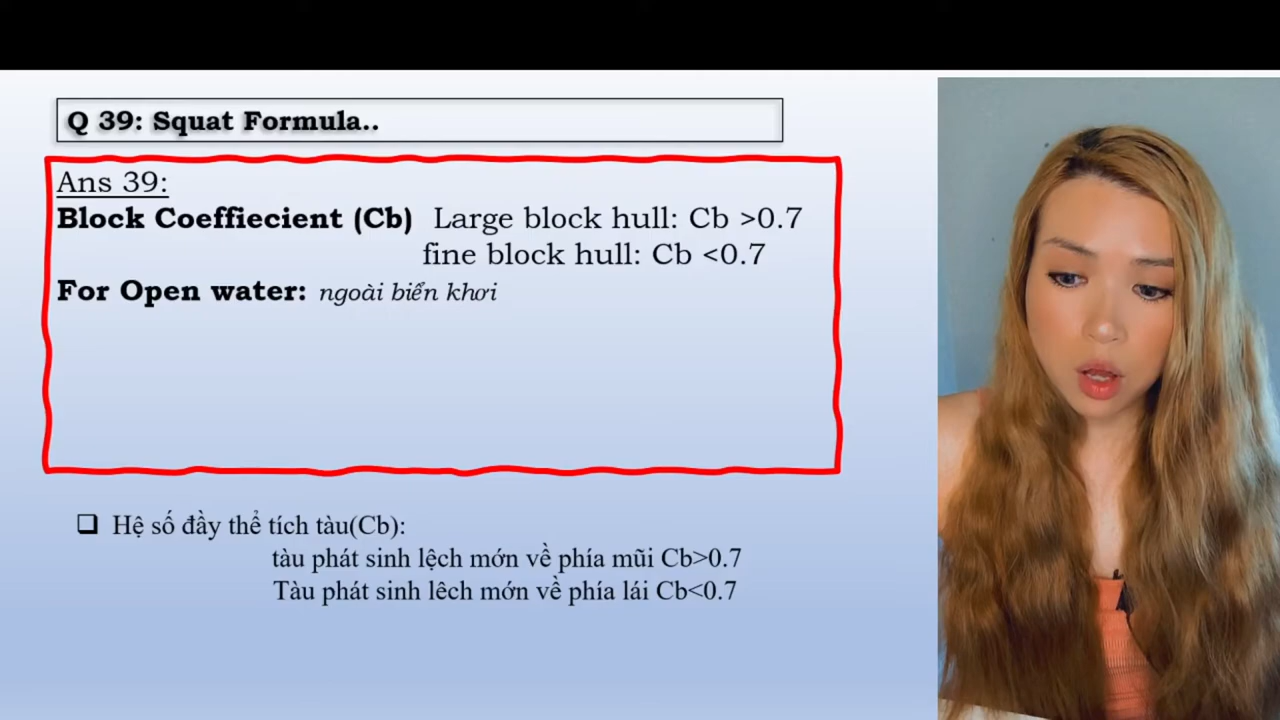 Q 39: Squat Formula..
Ans 39:
Block Coeffiecient (Cb) Large block hull: Cb >0.7
fine block hull: Cb <0.7
For Open water: ngoài biển khơi
Hệ số đầy thể tích tàu(Cb):
tàu phát sinh lệch mớn về phía mũi Cb>0.7
Tàu phát sinh lêch mớn về phía lái Cb<0.7